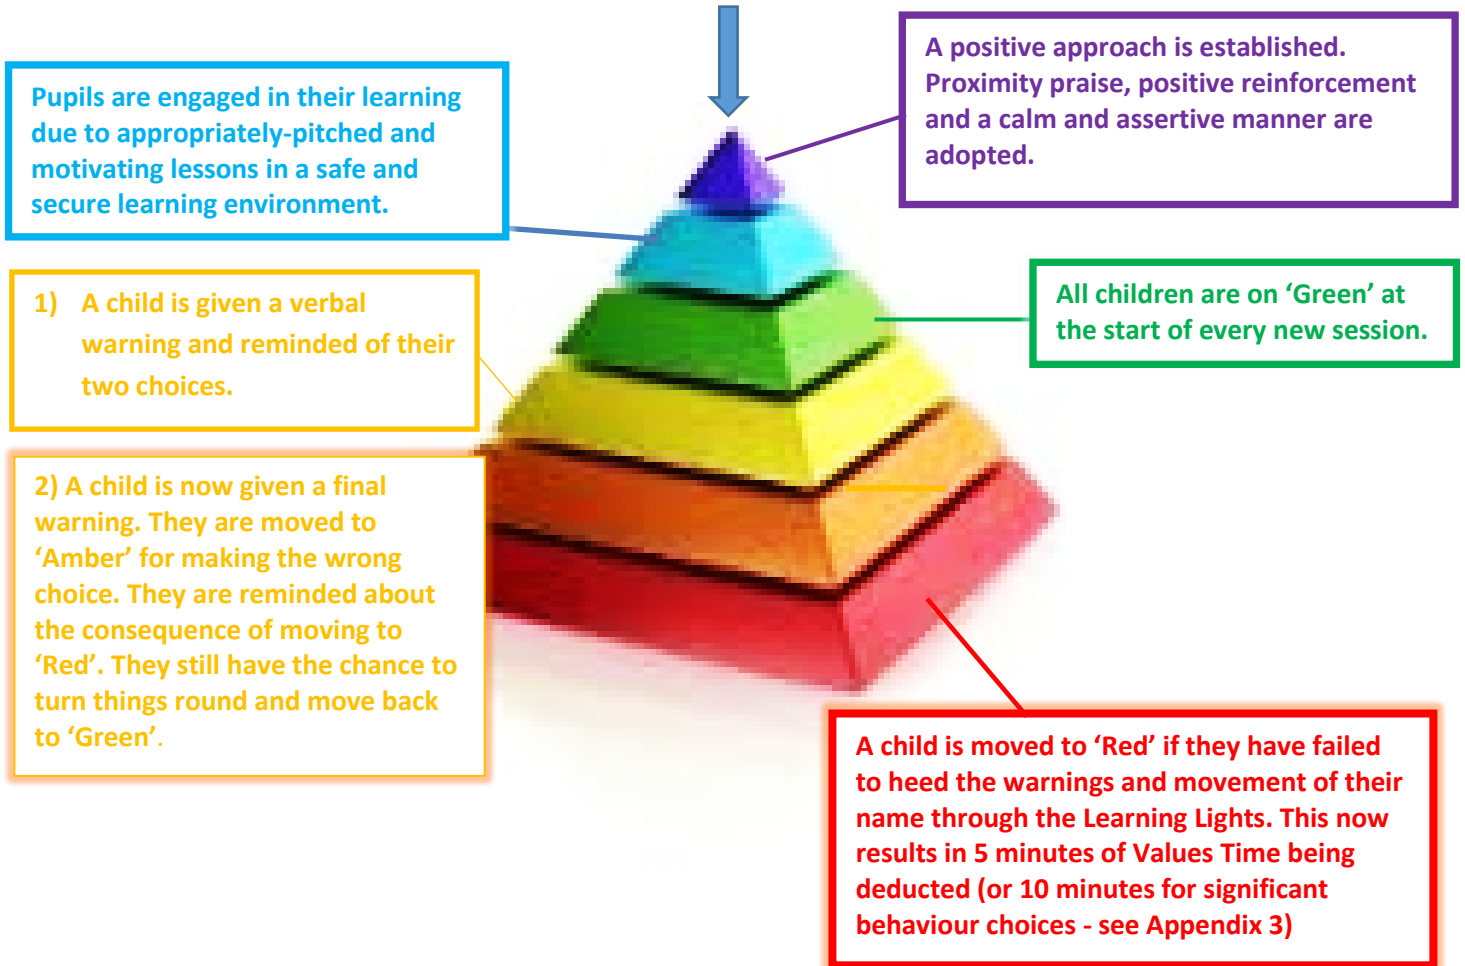 A positive approach is established.
Proximity praise, positive reinforcement
and a calm and assertive manner are
adopted.
Pupils are engaged in their learning
due to appropriately-pitched and
motivating lessons in a safe and
secure learning environment.
All children are on ‘Green’ at
the start of every new session.
1) A child is given a verbal
warning and reminded of their
two choices.
2) A child is now given a final
warning. They are moved to
‘Amber’ for making the wrong
choice. They are reminded about
the consequence of moving to
‘Red’. They still have the chance to
turn things round and move back
to ‘Green’.
A child is moved to ‘Red’ if they have failed
to heed the warnings and movement of their
name through the Learning Lights. This now
results in 5 minutes of Values Time being
deducted (or 10 minutes for significant
behaviour choices - see Appendix 3)